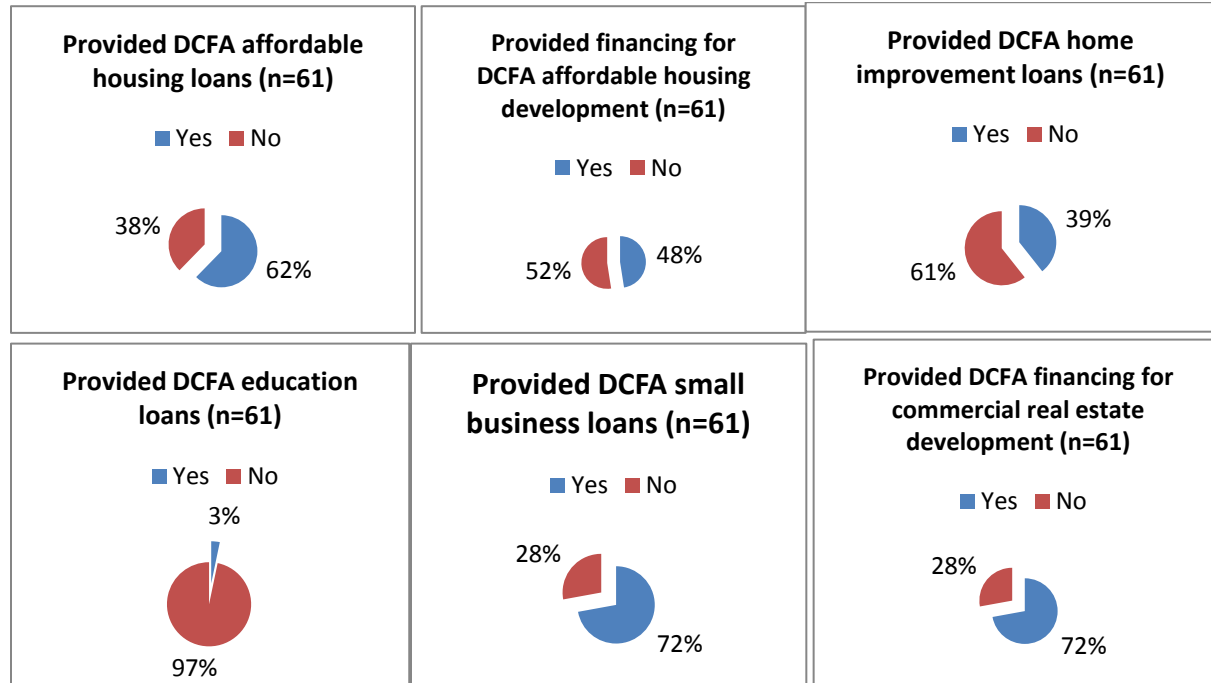 Provided DCFA affordable
housing loans (n=61)
Yes No
38%
62%
Provided financing for
DCFA affordable housing
development (n=61)
Yes No
52%
48%
Provided DCFA home
improvement loans (n=61)
Yes No
39%
61%
Provided DCFA education
loans (n=61)
Yes No
3%
97%
Provided DCFA small
business loans (n=61)
Yes No
28%
72%
Provided DCFA financing for
commercial real estate
development (n=61)
Yes No
28%
72%